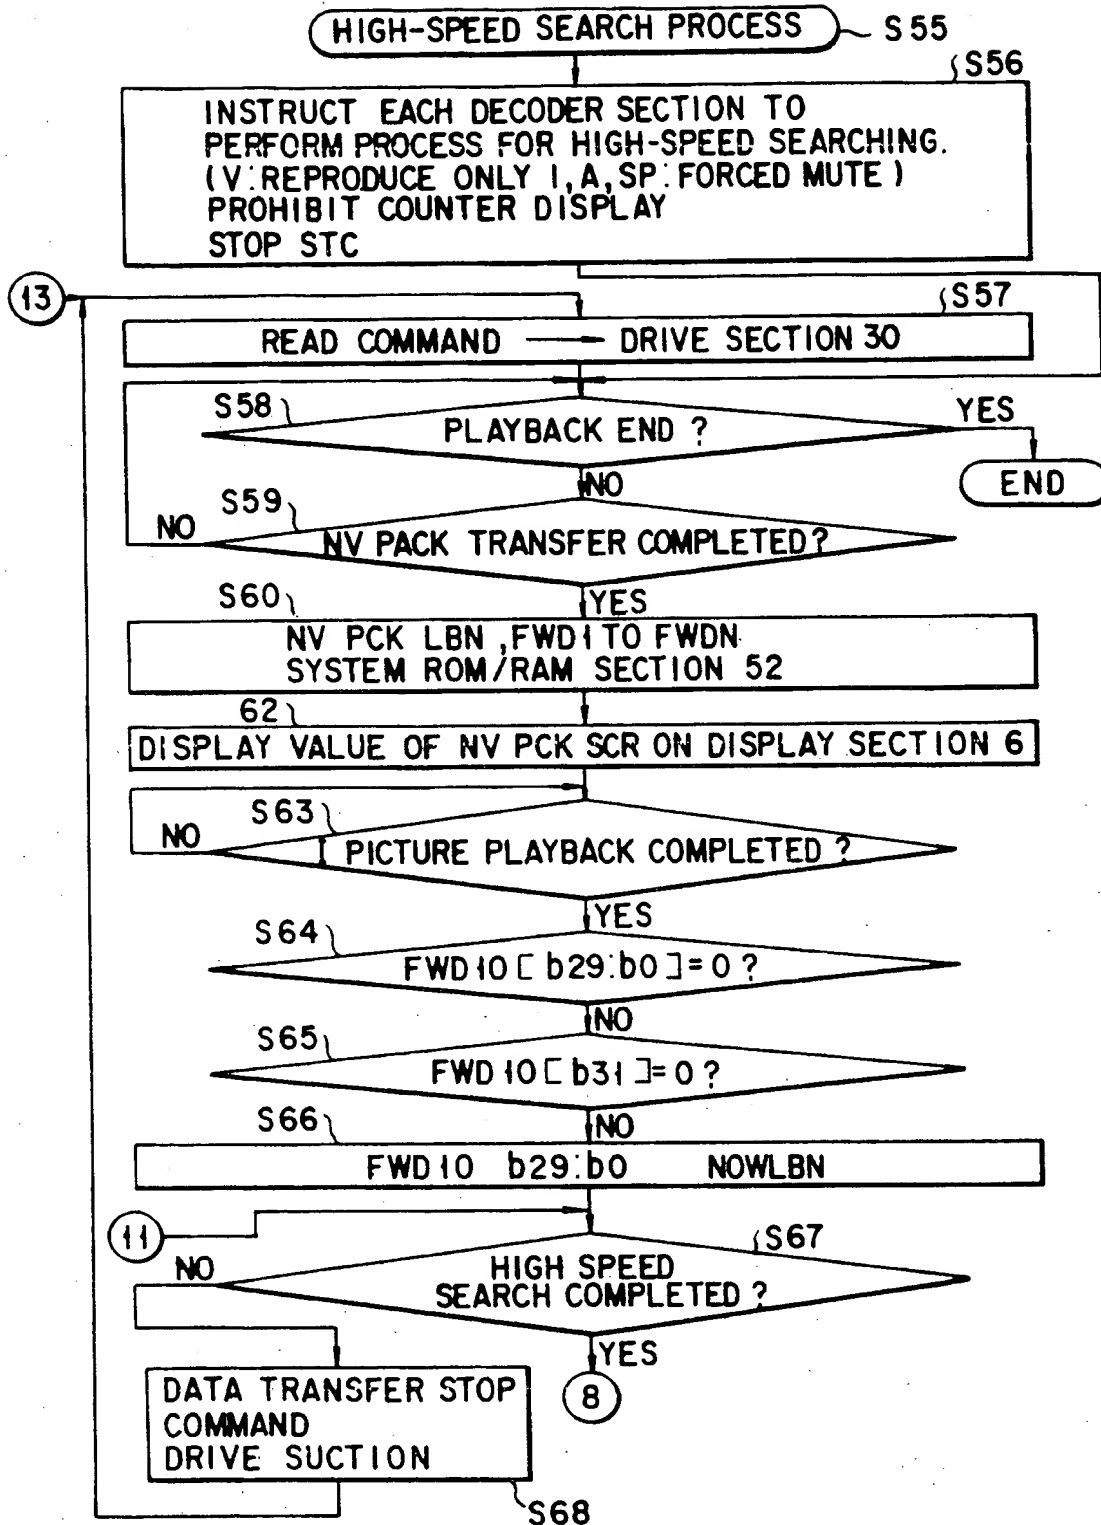 HIGH-SPEED SEARCH PROCESS
S55
S56
INSTRUCT EACH DECODER SECTION TO
PERFORM PROCESS FOR HIGH-SPEED SEARCHING.
(V:REPRODUCE ONLY I, A, SP:FORCED MUTE)
PROHIBIT COUNTER DISPLAY
STOP STC
13
S57
READ COMMAND → DRIVE SECTION 30
S58
PLAYBACK END ?
YES
END
NO
S59
NO
NV PACK TRANSFER COMPLETED?
YES
S60
NV PCK LBN ,FWD1 TO FWDN
SYSTEM ROM/RAM SECTION 52
62
DISPLAY VALUE OF NV PCK SCR ON DISPLAY SECTION 6
S63
NO
I PICTURE PLAYBACK COMPLETED ?
YES
S64
FWD10 [ b29:b0 ]=0 ?
NO
S65
FWD10 [ b31 ]=0 ?
NO
S66
FWD10 b29:b0 NOWLBN
11
S67
NO
HIGH SPEED
SEARCH COMPLETED ?
YES
8
DATA TRANSFER STOP
COMMAND
DRIVE SUCTION
S68